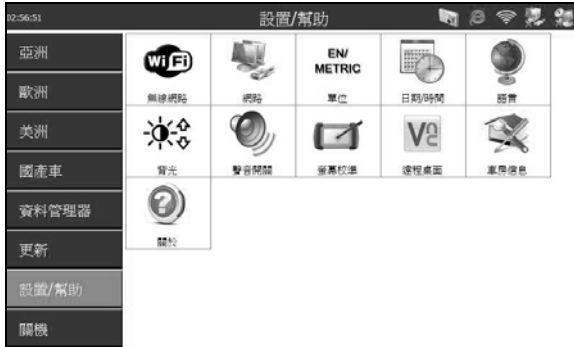 02:56:51
設置/幫助
亞洲
歐洲
美洲
國產車
資料管理器
更新
設置/幫助
關機
WiFi
無線網路
網路
EN/
METRIC
單位
日期/時間
語言
背光
聲音開關
螢幕校準
V2
遠程桌面
車房信息
?
關於